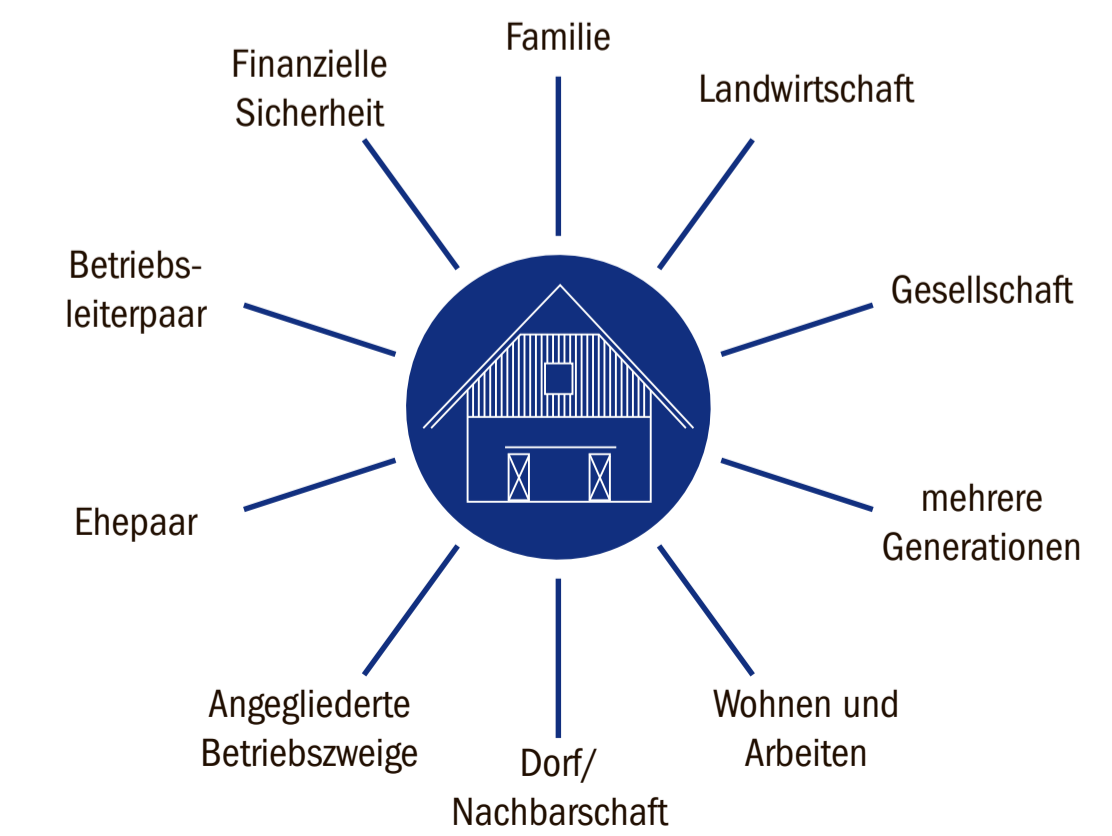 Familie
Finanzielle
Sicherheit
Landwirtschaft
Betriebs-
leiterpaar
Gesellschaft
Ehepaar
mehrere
Generationen
Angegliederte
Betriebszweige
Dorf/
Nachbarschaft
Wohnen und
Arbeiten